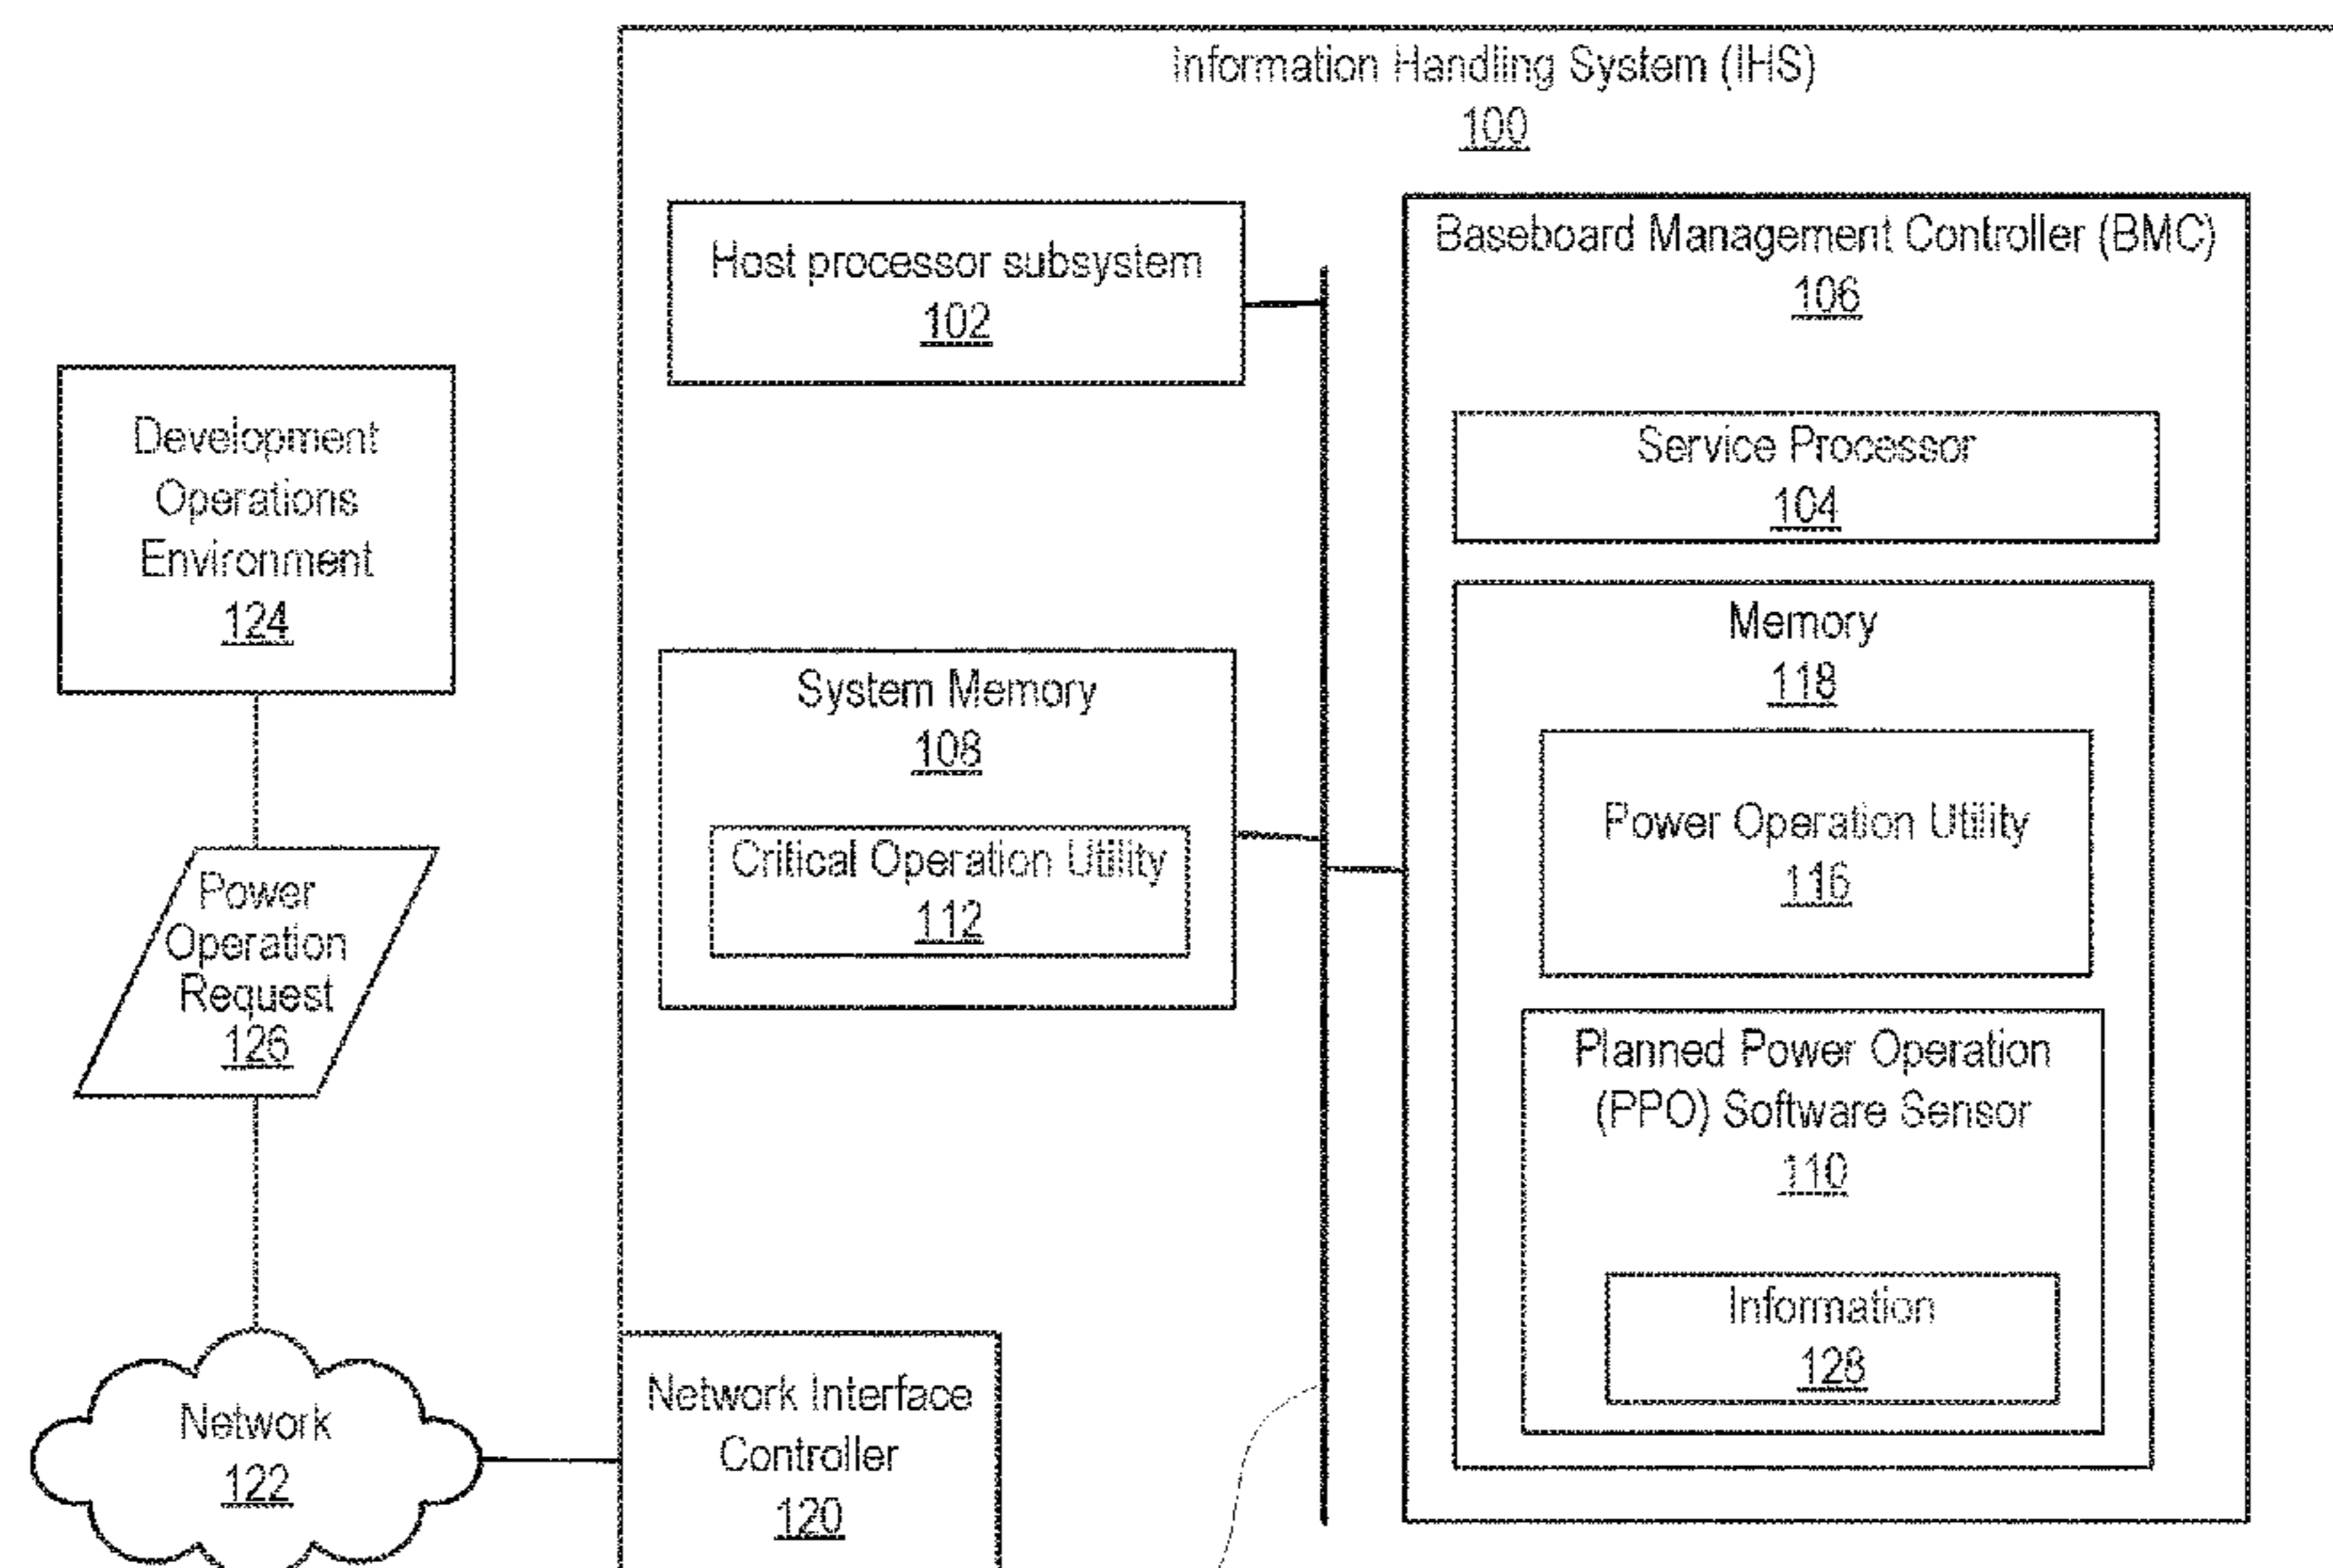 Information Handling System (IHS)
100
Host processor subsystem
102
Baseboard Management Controller (BMC)
106
Service Processor
104
Development
Operations
Environment
124
Memory
118
System Memory
108
Critical Operation Utility
112
Power Operation Utility
116
Power
Operation
Request
126
Planned Power Operation
(PPO) Software Sensor
110
Information
128
Network
122
Network Interface
Controller
120